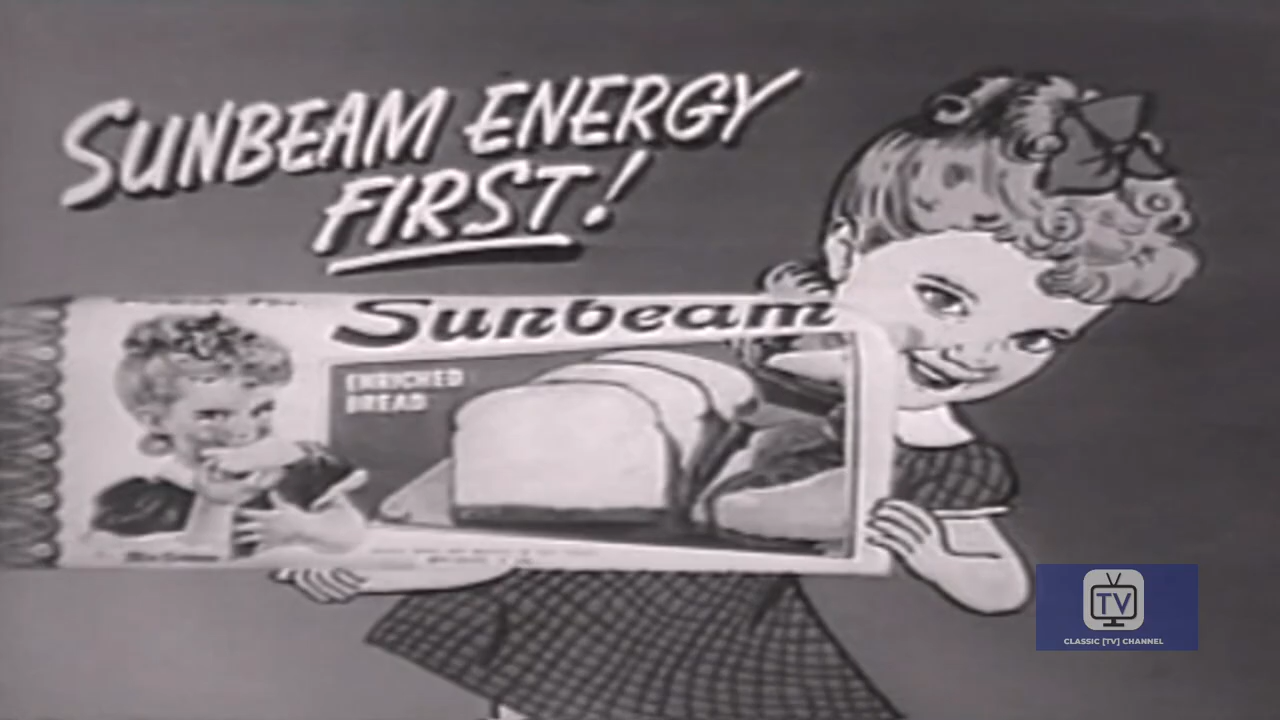 SUNBEAM ENERGY
FIRST!
Sunbeam
ENRICHED
BREAD
TV
CLASSIC [TV] CHANNEL